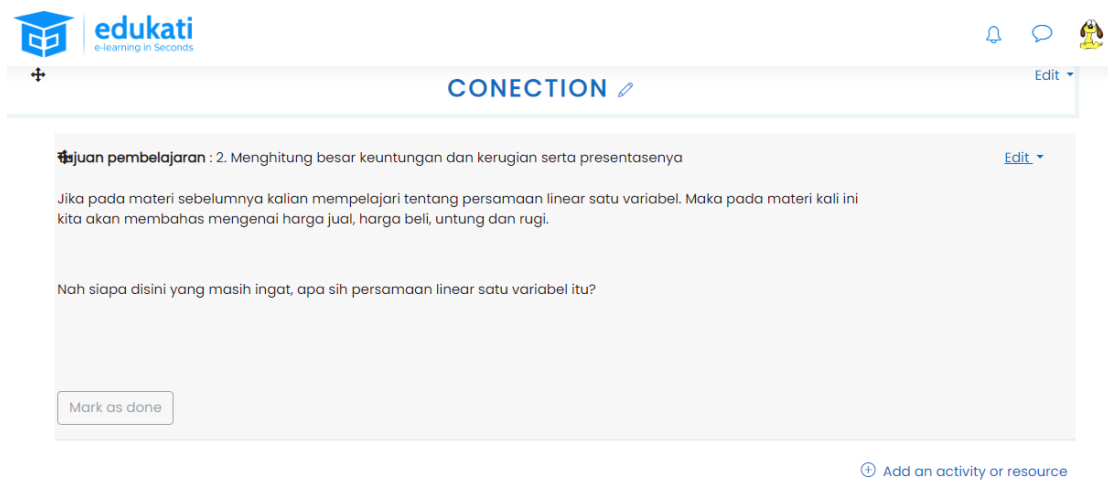 edukati
e-learning in Seconds
Edit
CONECTION
Tujuan pembelajaran : 2. Menghitung besar keuntungan dan kerugian serta presentasenya
Edit
Jika pada materi sebelumnya kalian mempelajari tentang persamaan linear satu variabel. Maka pada materi kali ini
kita akan membahas mengenai harga jual, harga beli, untung dan rugi.
Nah siapa disini yang masih ingat, apa sih persamaan linear satu variabel itu?
Mark as done
Add an activity or resource